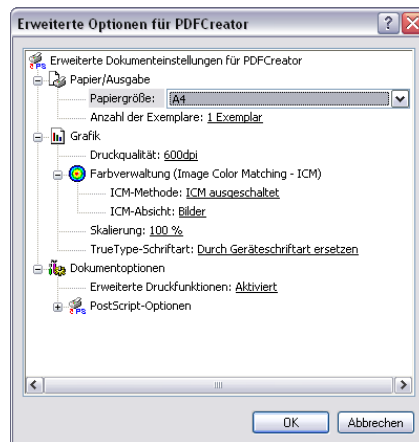 Erweiterte Optionen für PDFCreator
Erweiterte Dokumenteinstellungen für PDFCreator
Papier/Ausgabe
Papiergröße: A4
Anzahl der Exemplare: 1 Exemplar
Grafik
Druckqualität: 600dpi
Farbverwaltung (Image Color Matching - ICM)
ICM-Methode: ICM ausgeschaltet
ICM-Absicht: Bilder
Skalierung: 100 %
TrueType-Schriftart: Durch Geräteschriftart ersetzen
Dokumentoptionen
Erweiterte Druckfunktionen: Aktiviert
PostScript-Optionen
OK Abbrechen